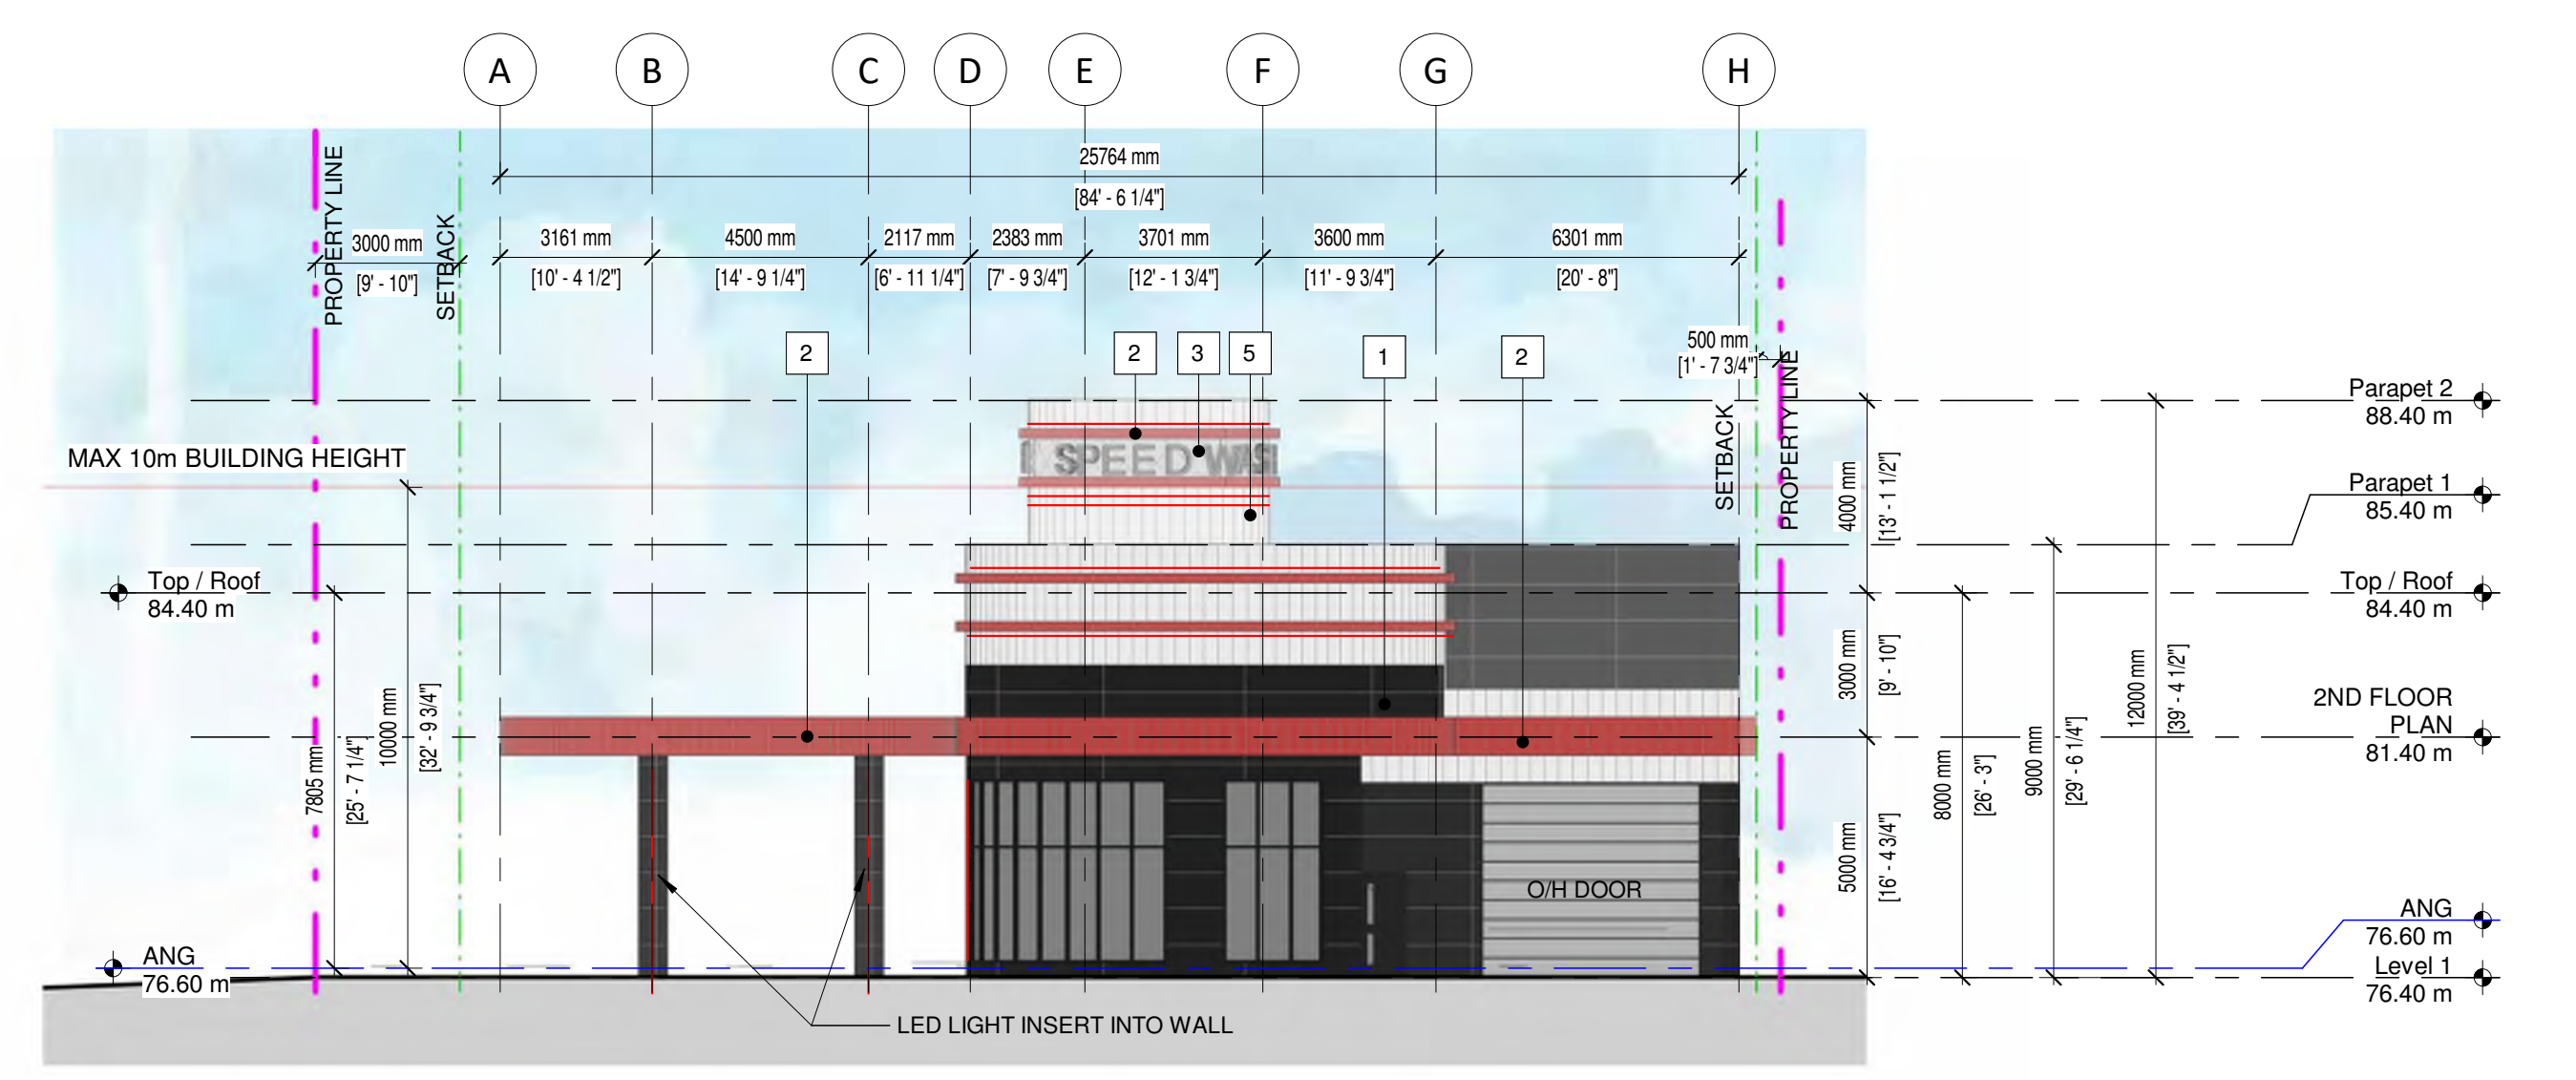 A B C D E F G H
25764 mm
[84' - 6 1/4"]
PROPERTY LINE
3000 mm
[9' - 10"]
SETBACK
3161 mm
[10' - 4 1/2"]
4500 mm
[14' - 9 1/4"]
2117 mm
[6' - 11 1/4"]
2383 mm
[7' - 9 3/4"]
3701 mm
[12' - 1 3/4"]
3600 mm
[11' - 9 3/4"]
6301 mm
[20' - 8"]
500 mm
[1' - 7 3/4"]
2 2 3 5 1 2
SETBACK
PROPERTY LINE
MAX 10m BUILDING HEIGHT
SPEED WAS
Top / Roof
84.40 m
7805 mm
[25' - 7 1/4"]
10000 mm
[32' - 9 3/4"]
ANG
76.60 m
O/H DOOR
LED LIGHT INSERT INTO WALL
4000 mm
[13' - 1 1/2"]
3000 mm
[9' - 10"]
5000 mm
[16' - 4 3/4"]
8000 mm
[26' - 3"]
9000 mm
[29' - 6 1/4"]
12000 mm
[39' - 4 1/2"]
Parapet 2
88.40 m
Parapet 1
85.40 m
Top / Roof
84.40 m
2ND FLOOR
PLAN
81.40 m
ANG
76.60 m
Level 1
76.40 m